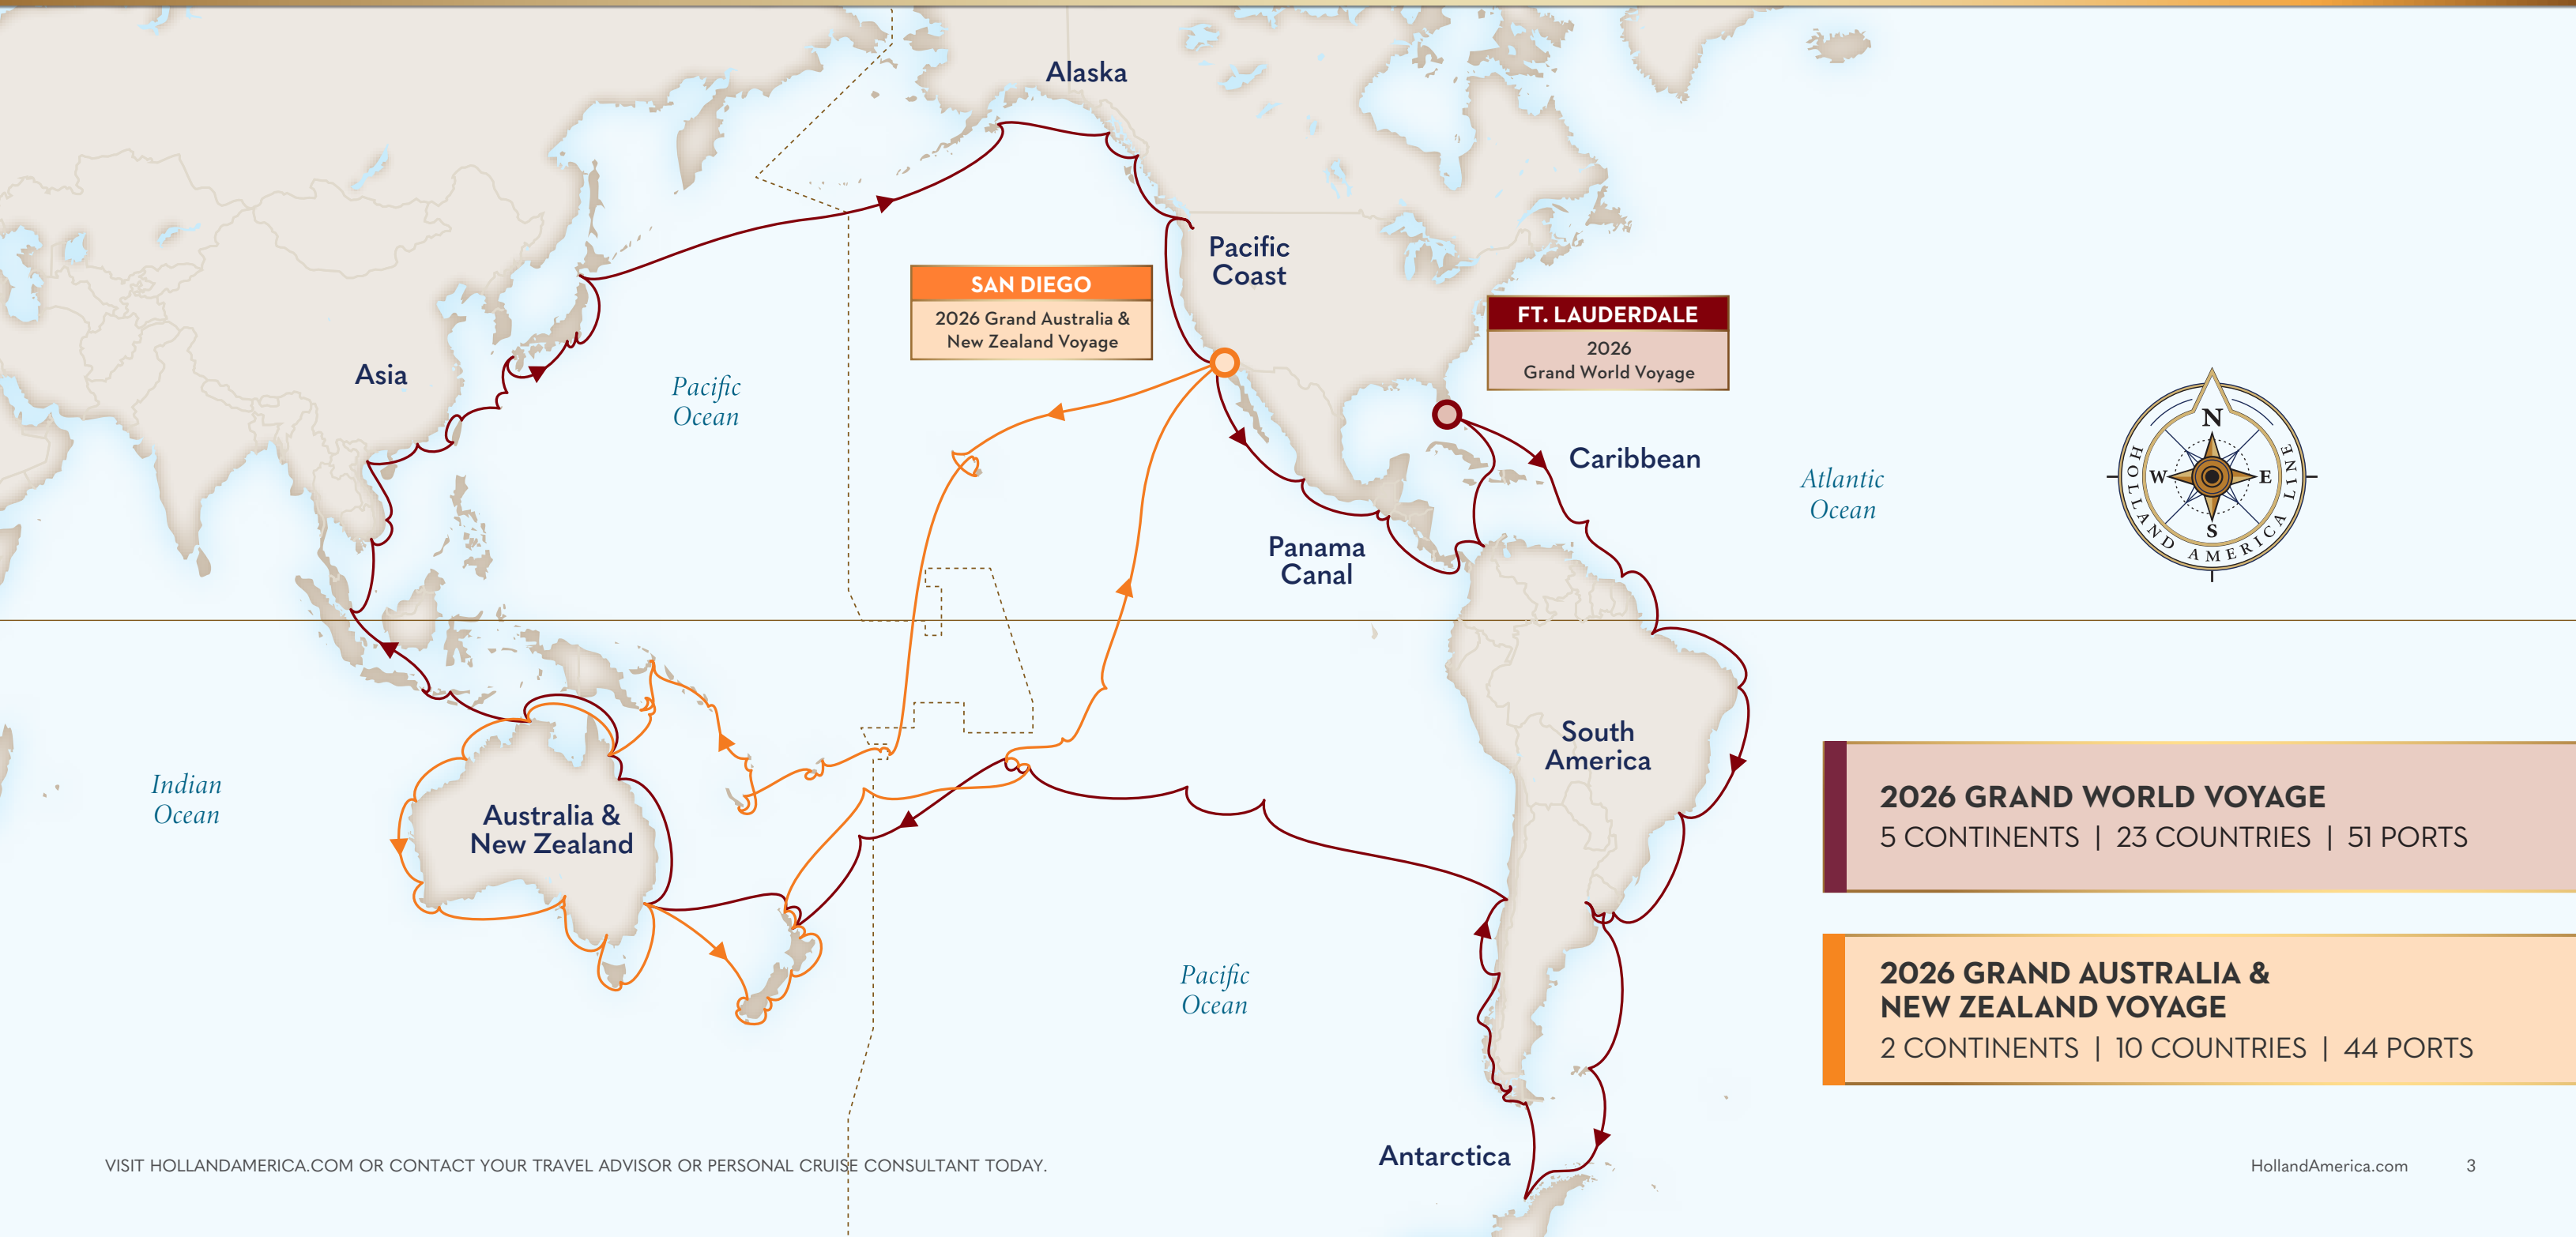 Alaska
Pacific
Coast
SAN DIEGO
2026 Grand Australia &
New Zealand Voyage
FT. LAUDERDALE
2026
Grand World Voyage
Asia
Pacific
Ocean
Caribbean
Atlantic
Ocean
N
W
E
S
HOLLAND AMERICA LINE
Panama
Canal
South
America
Indian
Ocean
Australia &
New Zealand
2026 GRAND WORLD VOYAGE
5 CONTINENTS | 23 COUNTRIES | 51 PORTS
Pacific
Ocean
2026 GRAND AUSTRALIA &
NEW ZEALAND VOYAGE
2 CONTINENTS | 10 COUNTRIES | 44 PORTS
Antarctica
VISIT HOLLANDAMERICA.COM OR CONTACT YOUR TRAVEL ADVISOR OR PERSONAL CRUISE CONSULTANT TODAY.
HollandAmerica.com 3